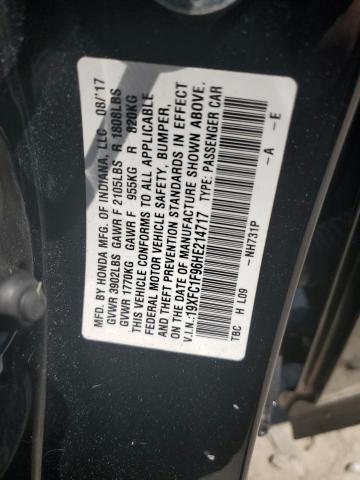 MFD. BY HONDA MFG. OF INDIANA, LLC 08/'17
GVWR 3902LBS GAWR F 2105LBS R 1808LBS
GVWR 1770KG GAWR F 955KG R 820KG
THIS VEHICLE CONFORMS TO ALL APPLICABLE
FEDERAL MOTOR VEHICLE SAFETY, BUMPER,
AND THEFT PREVENTION STANDARDS IN EFFECT
ON THE DATE OF MANUFACTURE SHOWN ABOVE.
V.I.N.:19XFC1F96HE214717 TYPE: PASSENGER CAR
TBC H L09 -NH731P -A -E